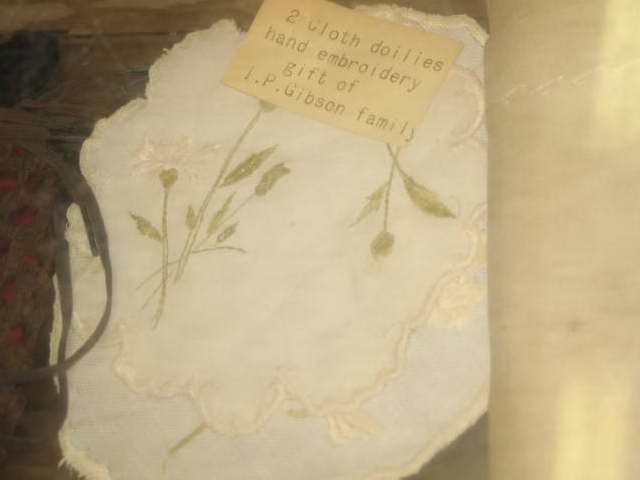 2 Cloth doilies
hand embroidery
gift of
I.P.Gibson family